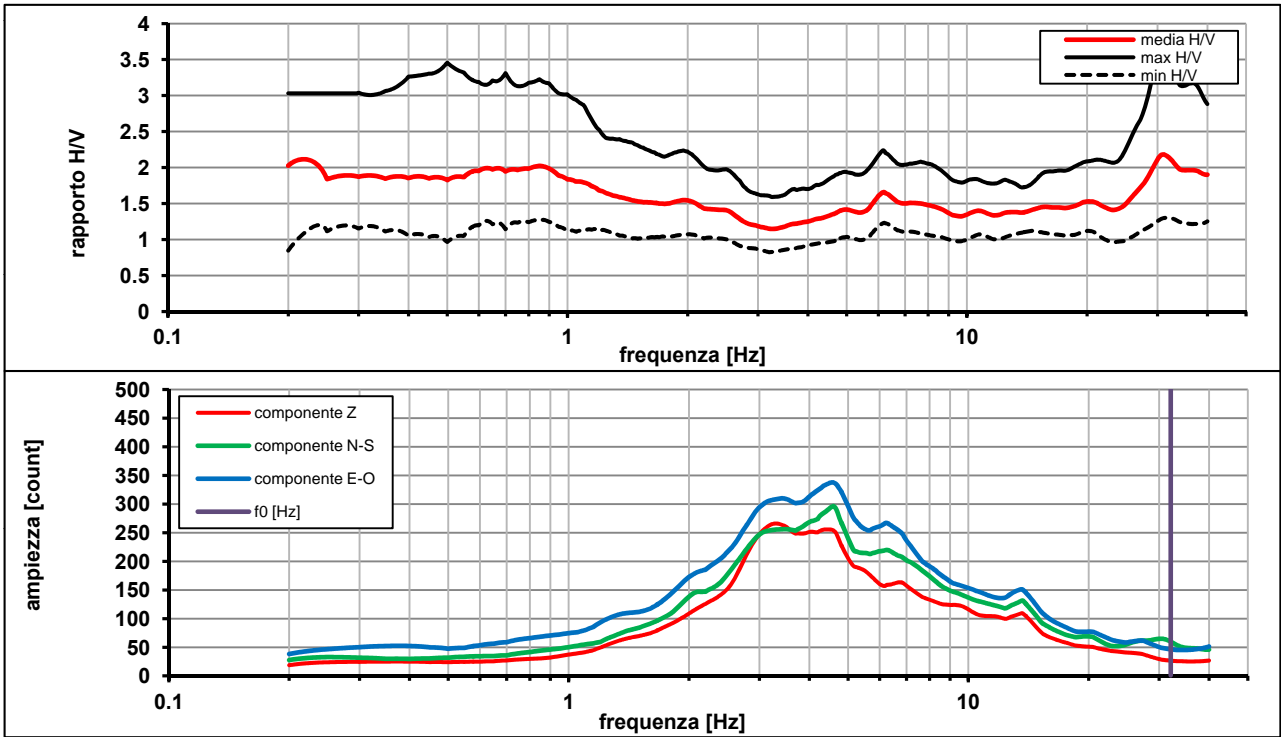 4
3.5
3
2.5
2
1.5
1
0.5
0
rapporto H/V
media H/V
max H/V
min H/V
0.1
1
10
frequenza [Hz]
500
450
400
350
300
250
200
150
100
50
0
ampiezza [count]
componente Z
componente N-S
componente E-O
f0 [Hz]
0.1
1
10
frequenza [Hz]